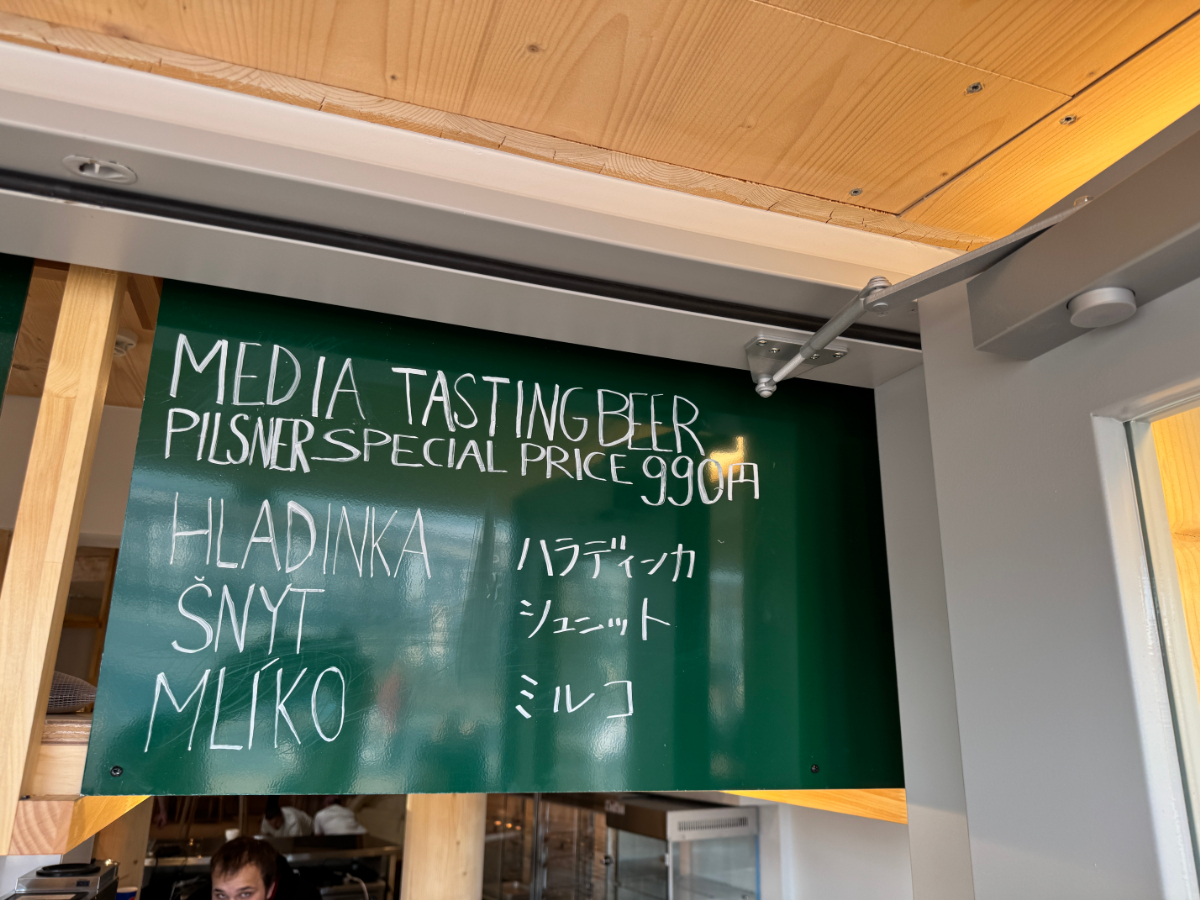 MEDIA TASTING BEER
PILSNER SPECIAL PRICE 990円
HLADINKA ハラディンカ
ŠNYT シュニット
MLÍKO ミルコ